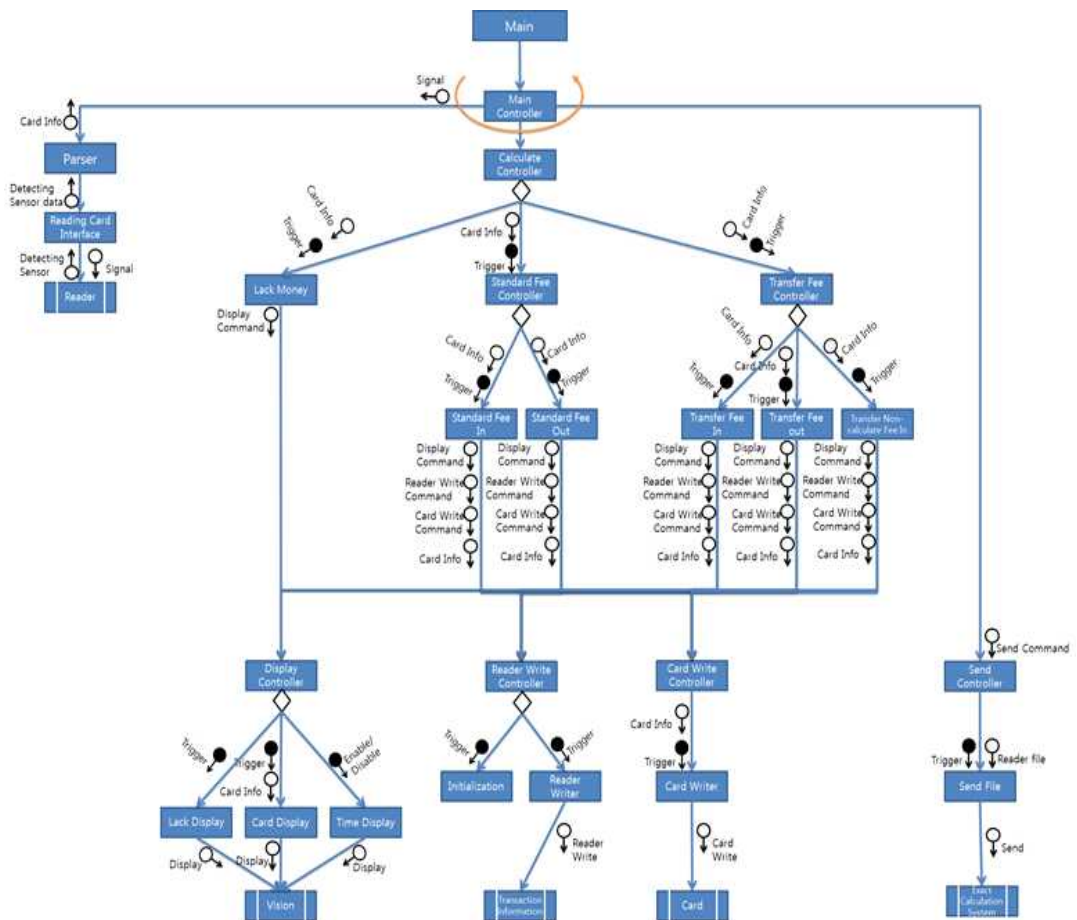 Main
Signal
Main
Controller
Card Info
Calculate
Controller
Parser
Detecting
Sensor data
Card Info
Trigger
Card Info
Trigger
Card Info
Trigger
Reading Card
Interface
Detecting
Sensor
Signal
Reader
Lack Money
Standard Fee
Controller
Transfer Fee
Controller
Display
Command
Card Info
Trigger
Card Info
Trigger
Card Info
Trigger
Card Info
Trigger
Card Info
Trigger
Standard Fee
In
Standard Fee
Out
Transfer Fee
In
Transfer Fee
out
Transfer Non-
calculate Fee In
Display
Command
Reader Write
Command
Card Write
Command
Card Info
Display
Command
Reader Write
Command
Card Write
Command
Card Info
Display
Command
Reader Write
Command
Card Write
Command
Card Info
Display
Command
Reader Write
Command
Card Write
Command
Card Info
Display
Command
Reader Write
Command
Card Write
Command
Card Info
Send Command
Display
Controller
Reader Write
Controller
Card Write
Controller
Send
Controller
Trigger
Trigger
Card Info
Enable/
Disable
Trigger
Trigger
Card Info
Trigger
Trigger
Reader file
Initialization
Reader
Writer
Card Writer
Send File
Lack Display
Card Display
Time Display
Display
Display
Display
Reader
Write
Card
Write
Send
Vision
Transaction
Information
Card
Exact
Calculation
System